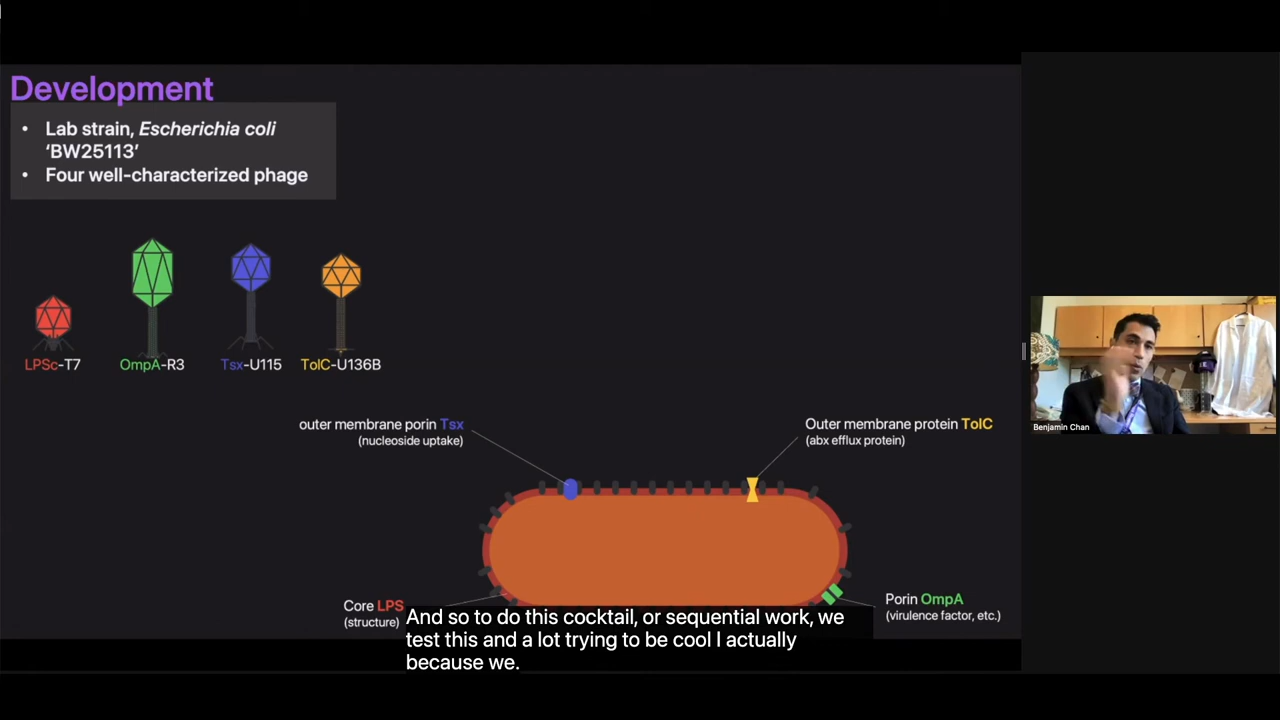 Development
• Lab strain, Escherichia coli
'BW25113'
• Four well-characterized phage
LPSc-T7
OmpA-R3
Tsx-U115
TolC-U136B
outer membrane porin Tsx
(nucleoside uptake)
Outer membrane protein TolC
(abx efflux protein)
Core LPS
(structure)
Porin OmpA
(virulence factor, etc.)
And so to do this cocktail, or sequential work, we
test this and a lot trying to be cool I actually
because we.
Benjamin Chan